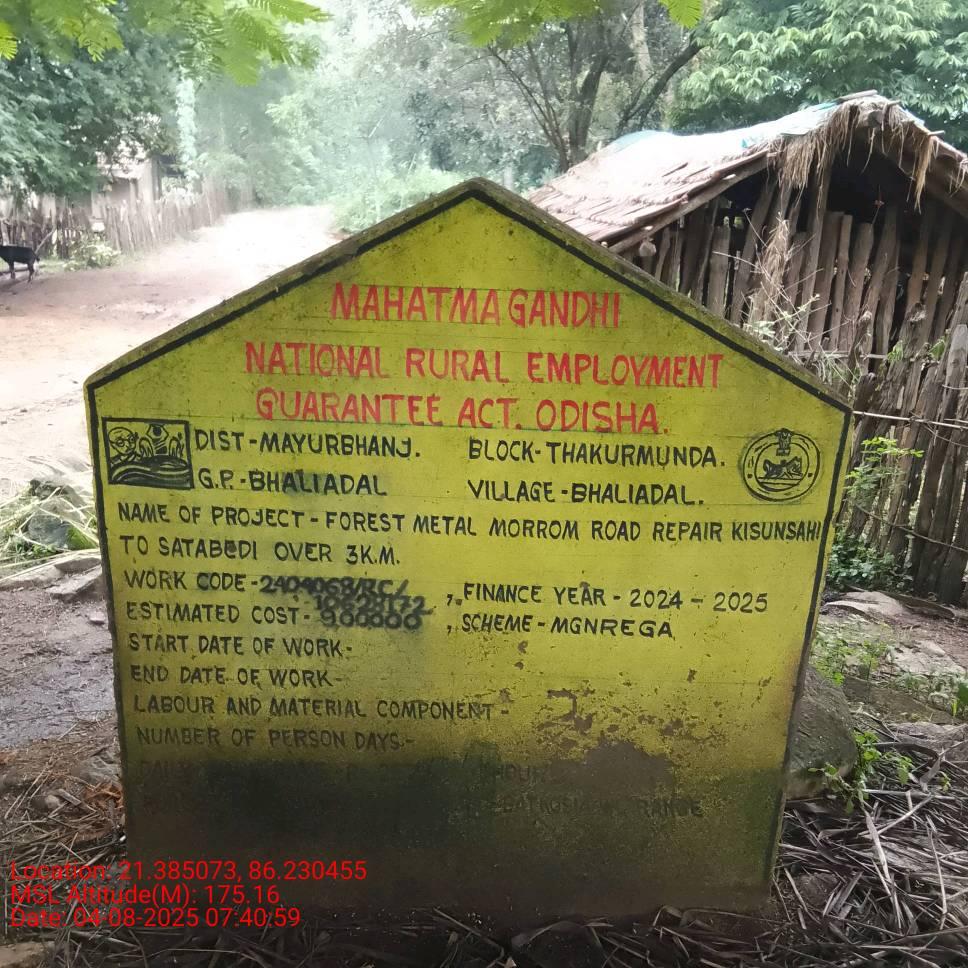 MAHATMA GANDHI
NATIONAL RURAL EMPLOYMENT
GUARANTEE ACT. ODISHA.
DIST-MAYURBHANJ. BLOCK-THAKURMUNDA.
G.P.-BHALIADAL VILLAGE-BHALIADAL.
NAME OF PROJECT-FOREST METAL MORROM ROAD REPAIR KISUNSAHI
TO SATABEDI OVER 3K.M.
WORK CODE-2404068/RC/ , FINANCE YEAR - 2024 - 2025
ESTIMATED COST- 900000 , SCHEME - MGNREGA
START DATE OF WORK-
END DATE OF WORK-
LABOUR AND MATERIAL COMPONENT-
NUMBER OF PERSON DAYS.-
Location: 21.385073, 86.230455
MSL Altitude(M): 175.16
Date: 04-08-2025 07:40:59